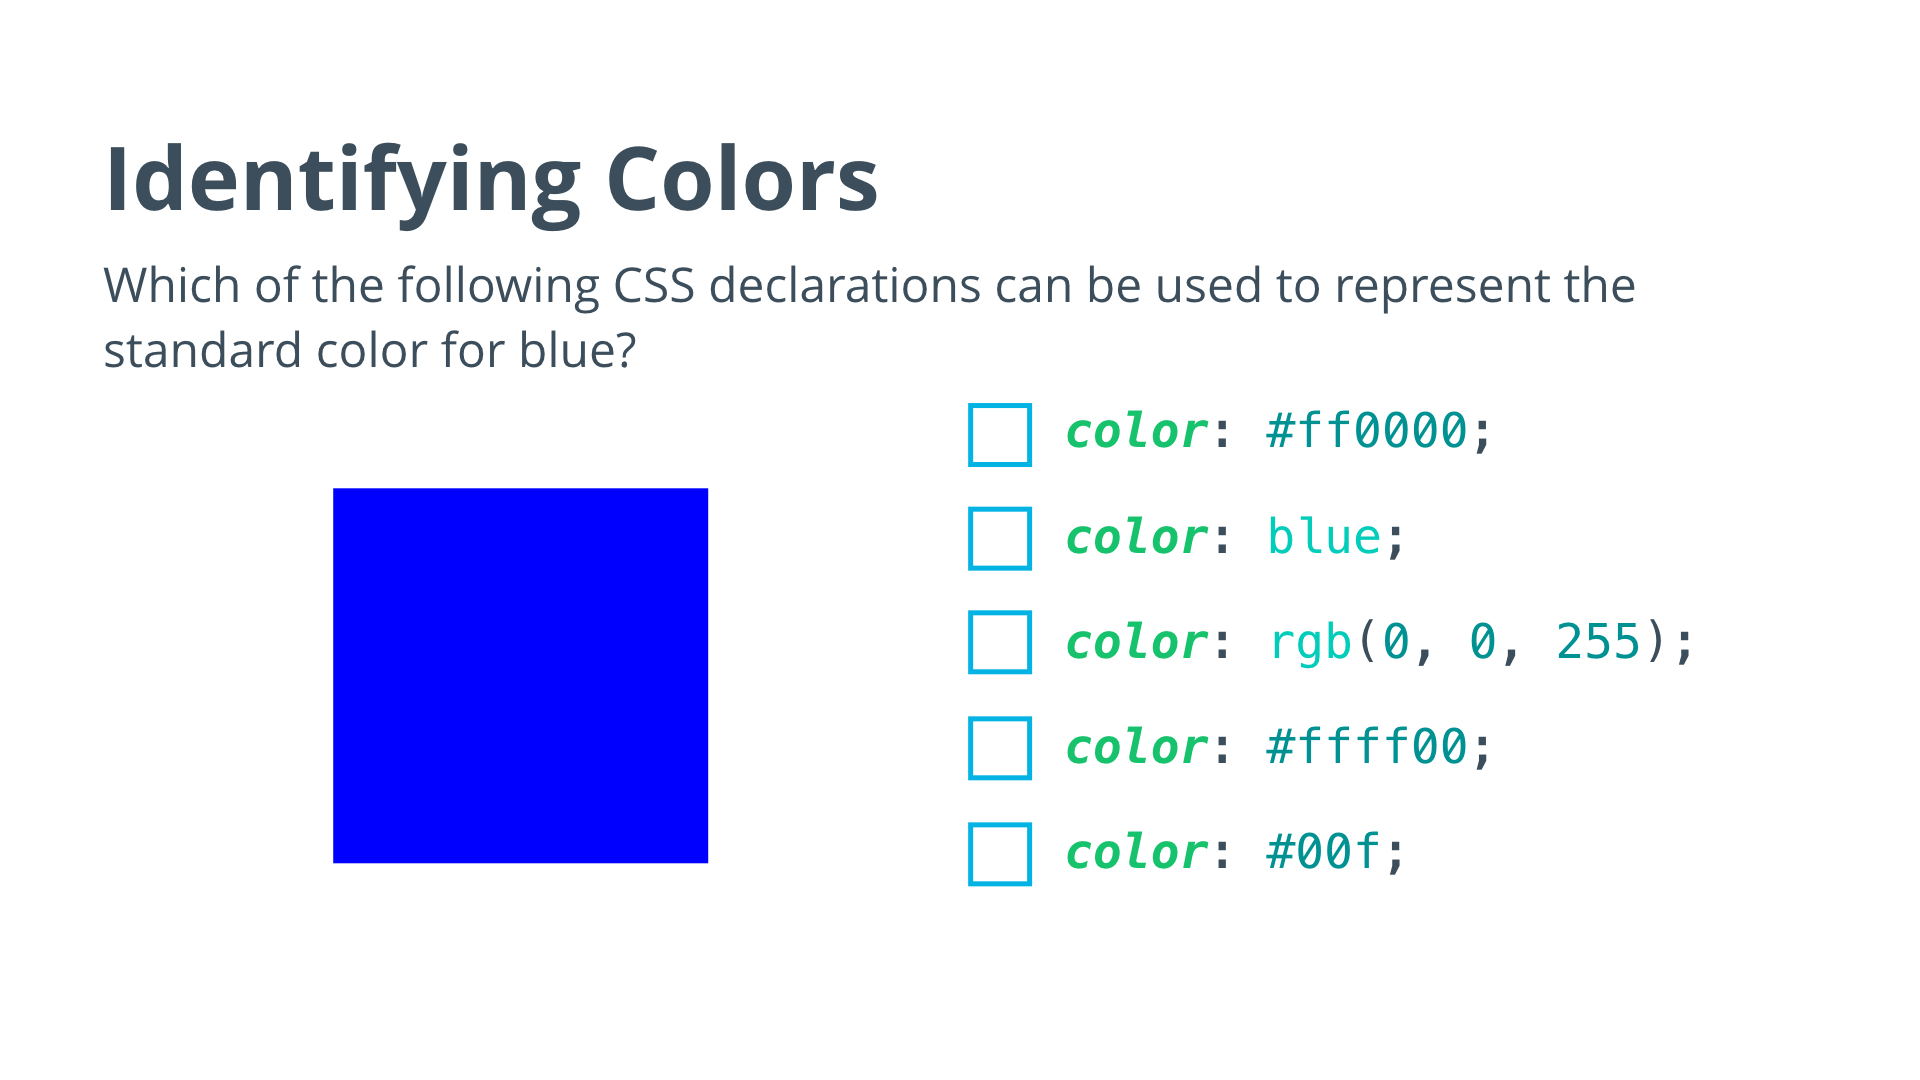 Identifying Colors
Which of the following CSS declarations can be used to represent the
standard color for blue?
color: #ff0000;
color: blue;
color: rgb(0, 0, 255);
color: #ffff00;
color: #00f;